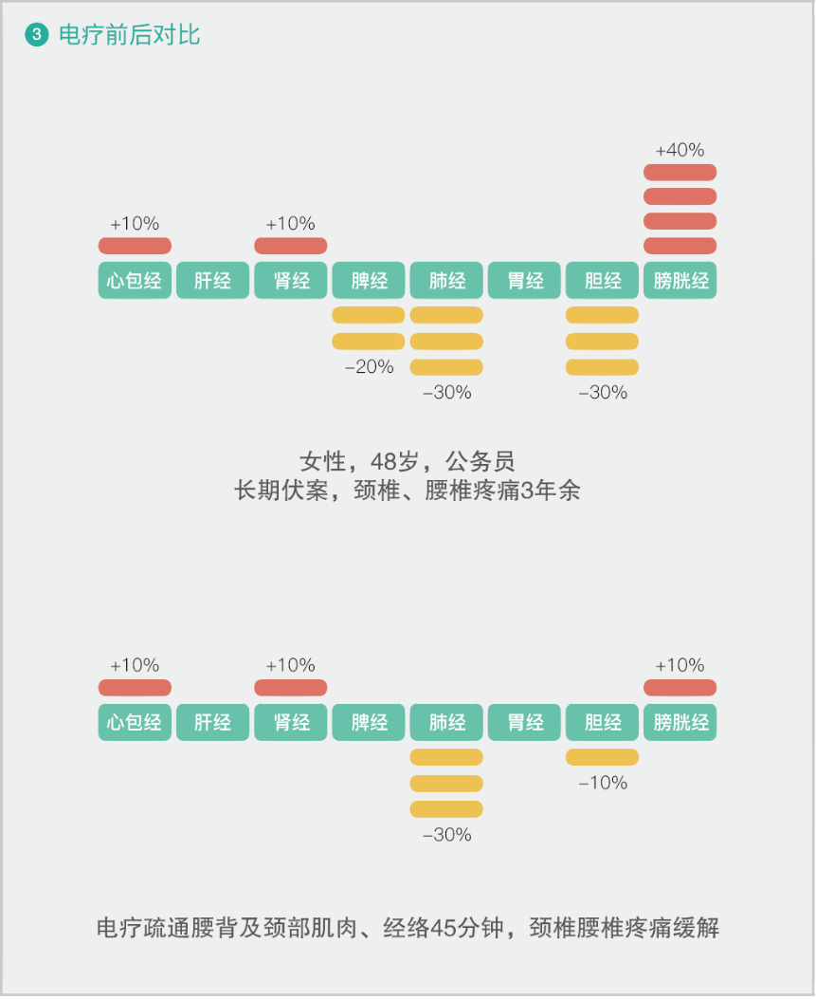 3 电疗前后对比
+40%
+10% +10%
心包经 肝经 肾经 脾经 肺经 胃经 胆经 膀胱经
−20%
−30% −30%
女性，48岁，公务员
长期伏案，颈椎、腰椎疼痛3年余
+10% +10% +10%
心包经 肝经 肾经 脾经 肺经 胃经 胆经 膀胱经
−10%
−30%
电疗疏通腰背及颈部肌肉、经络45分钟，颈椎腰椎疼痛缓解